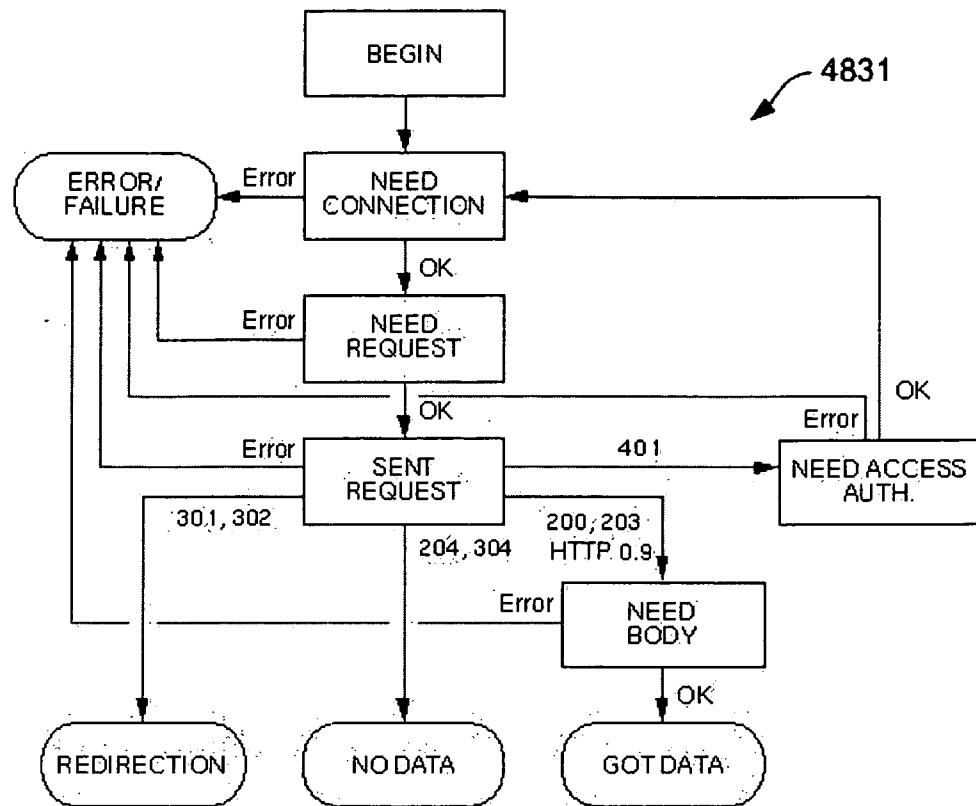 BEGIN
4831
ERROR/
FAILURE
Error
NEED
CONNECTION
OK
Error
NEED
REQUEST
OK
OK
Error
Error
SENT
REQUEST
401
NEED ACCESS
AUTH.
301, 302
204, 304
200, 203
HTTP 0.9
Error
NEED
BODY
OK
REDIRECTION
NO DATA
GOT DATA